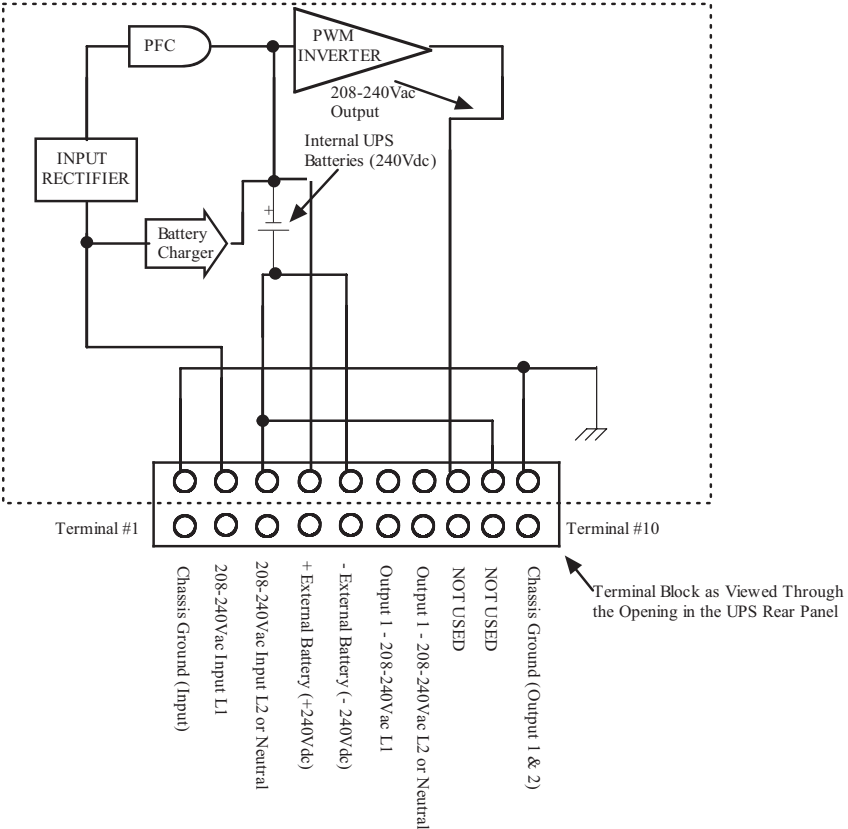 PFC
PWM
INVERTER
208-240Vac
Output
Internal UPS
Batteries (240Vdc)
INPUT
RECTIFIER
+
Battery
Charger
Terminal #1
Terminal #10
Chassis Ground (Input)
208-240Vac Input L1
208-240Vac Input L2 or Neutral
+ External Battery (+240Vdc)
- External Battery (- 240Vdc)
Output 1 - 208-240Vac L1
Output 1 - 208-240Vac L2 or Neutral
NOT USED
NOT USED
Chassis Ground (Output 1 & 2)
Terminal Block as Viewed Through
the Opening in the UPS Rear Panel